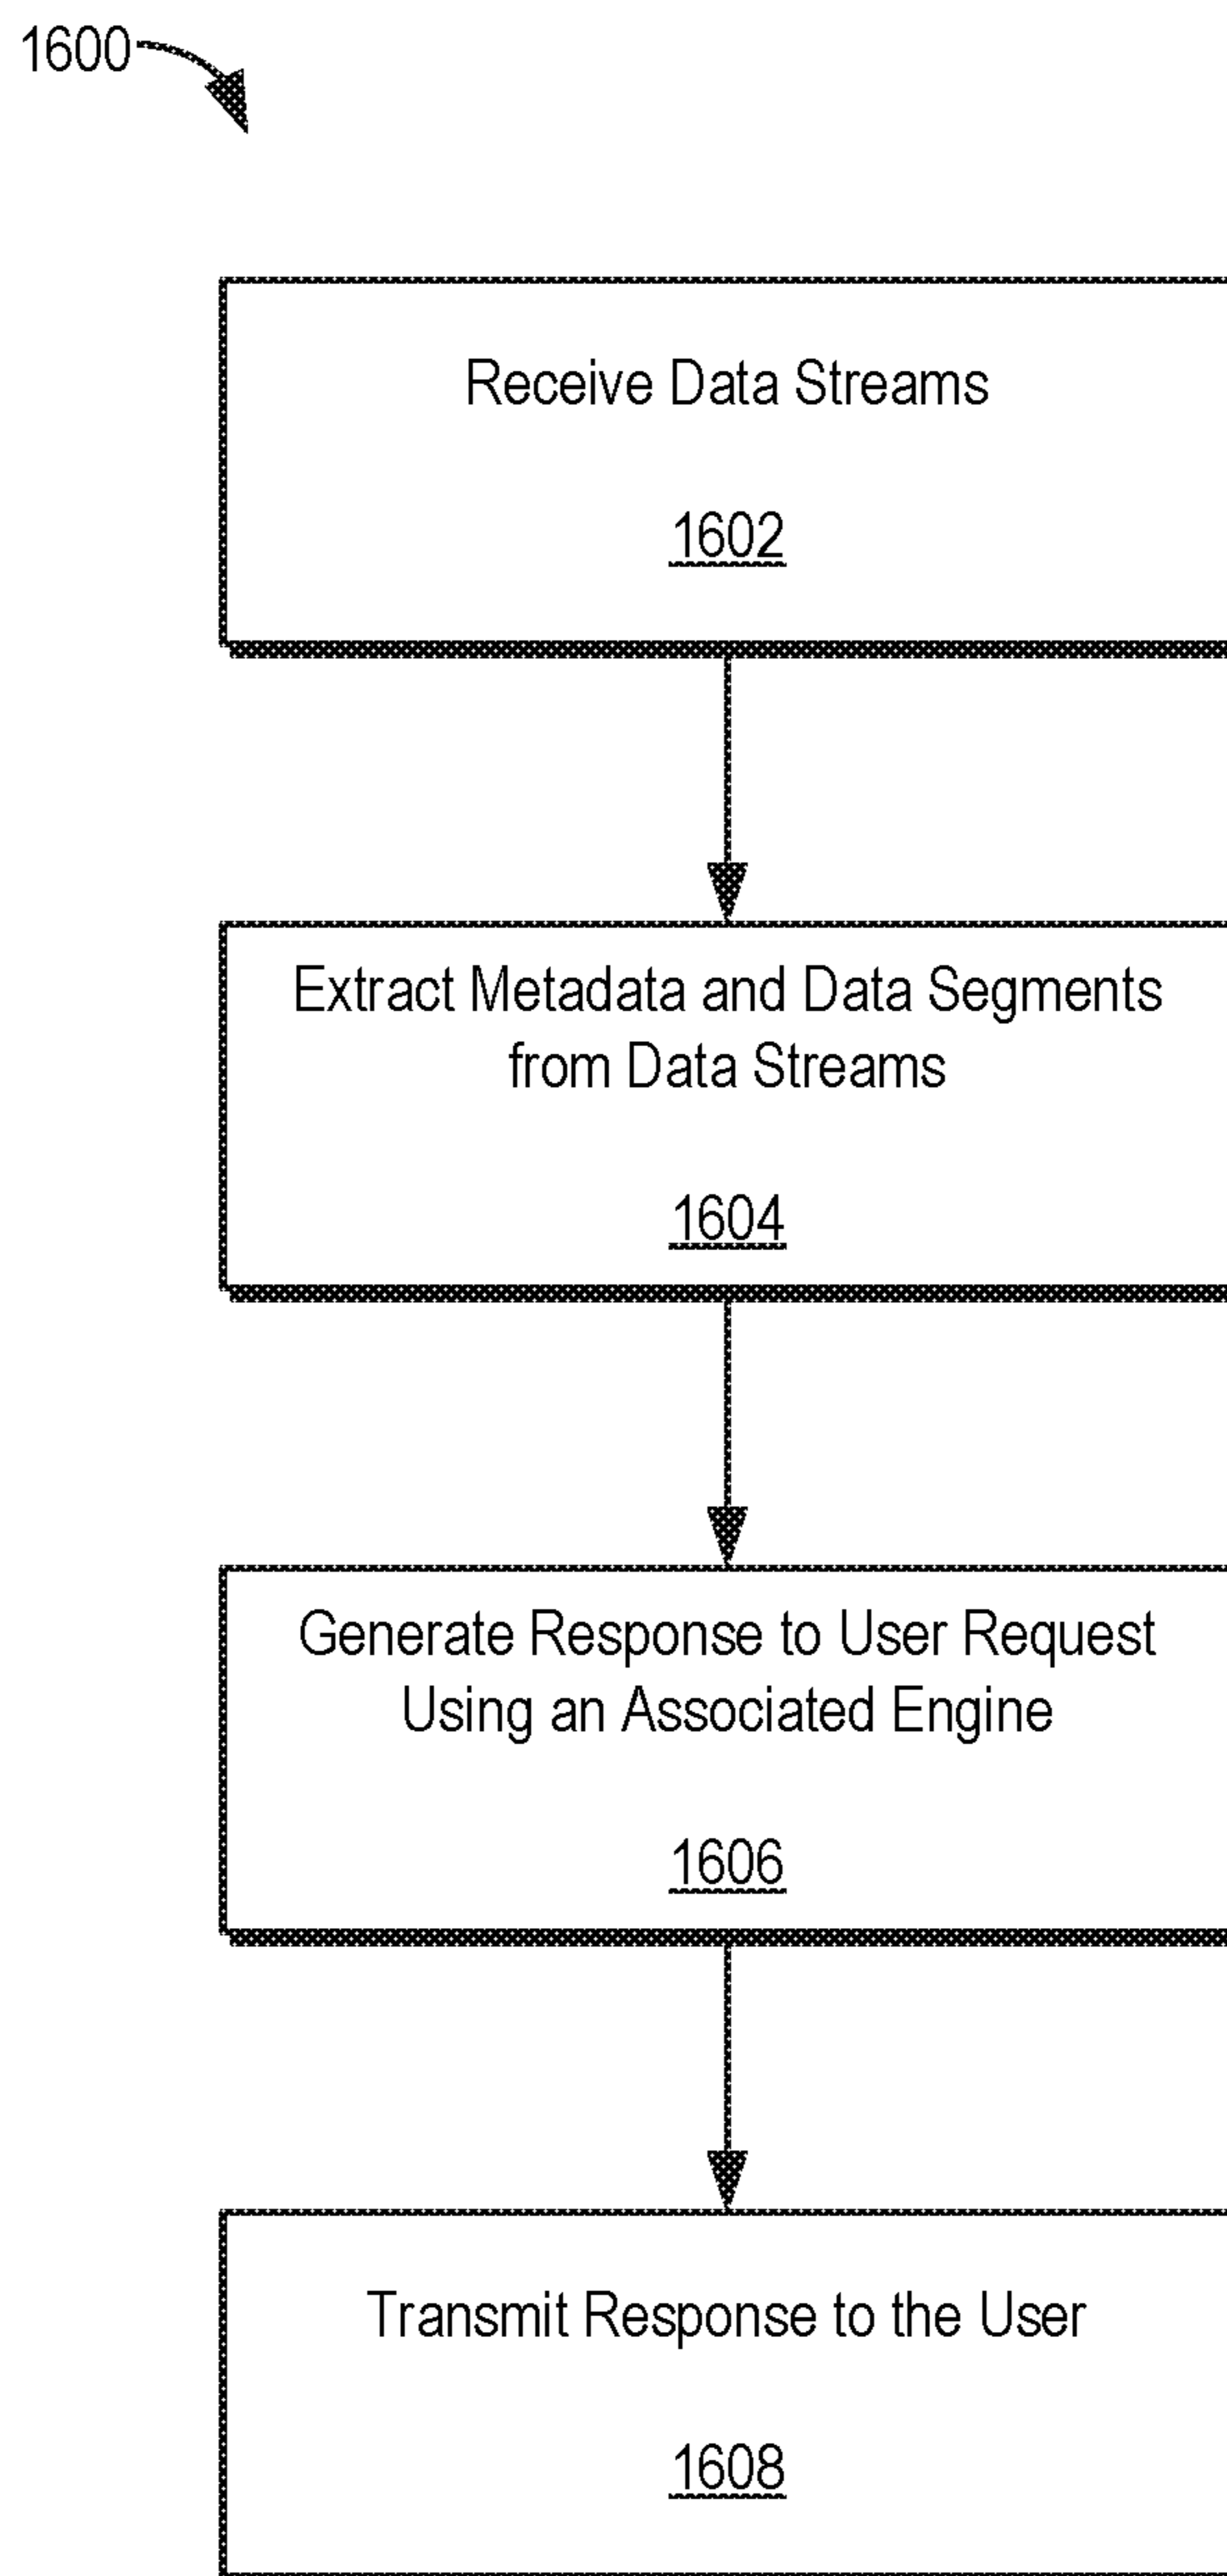 1600
Receive Data Streams
1602
Extract Metadata and Data Segments
from Data Streams
1604
Generate Response to User Request
Using an Associated Engine
1606
Transmit Response to the User
1608